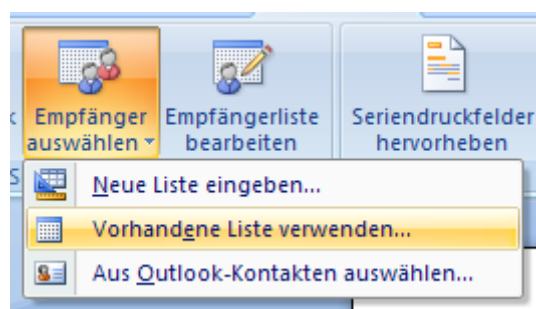 Empfänger
auswählen
Empfängerliste
bearbeiten
Seriendruckfelder
hervorheben
Neue Liste eingeben...
Vorhandene Liste verwenden...
Aus Outlook-Kontakten auswählen...